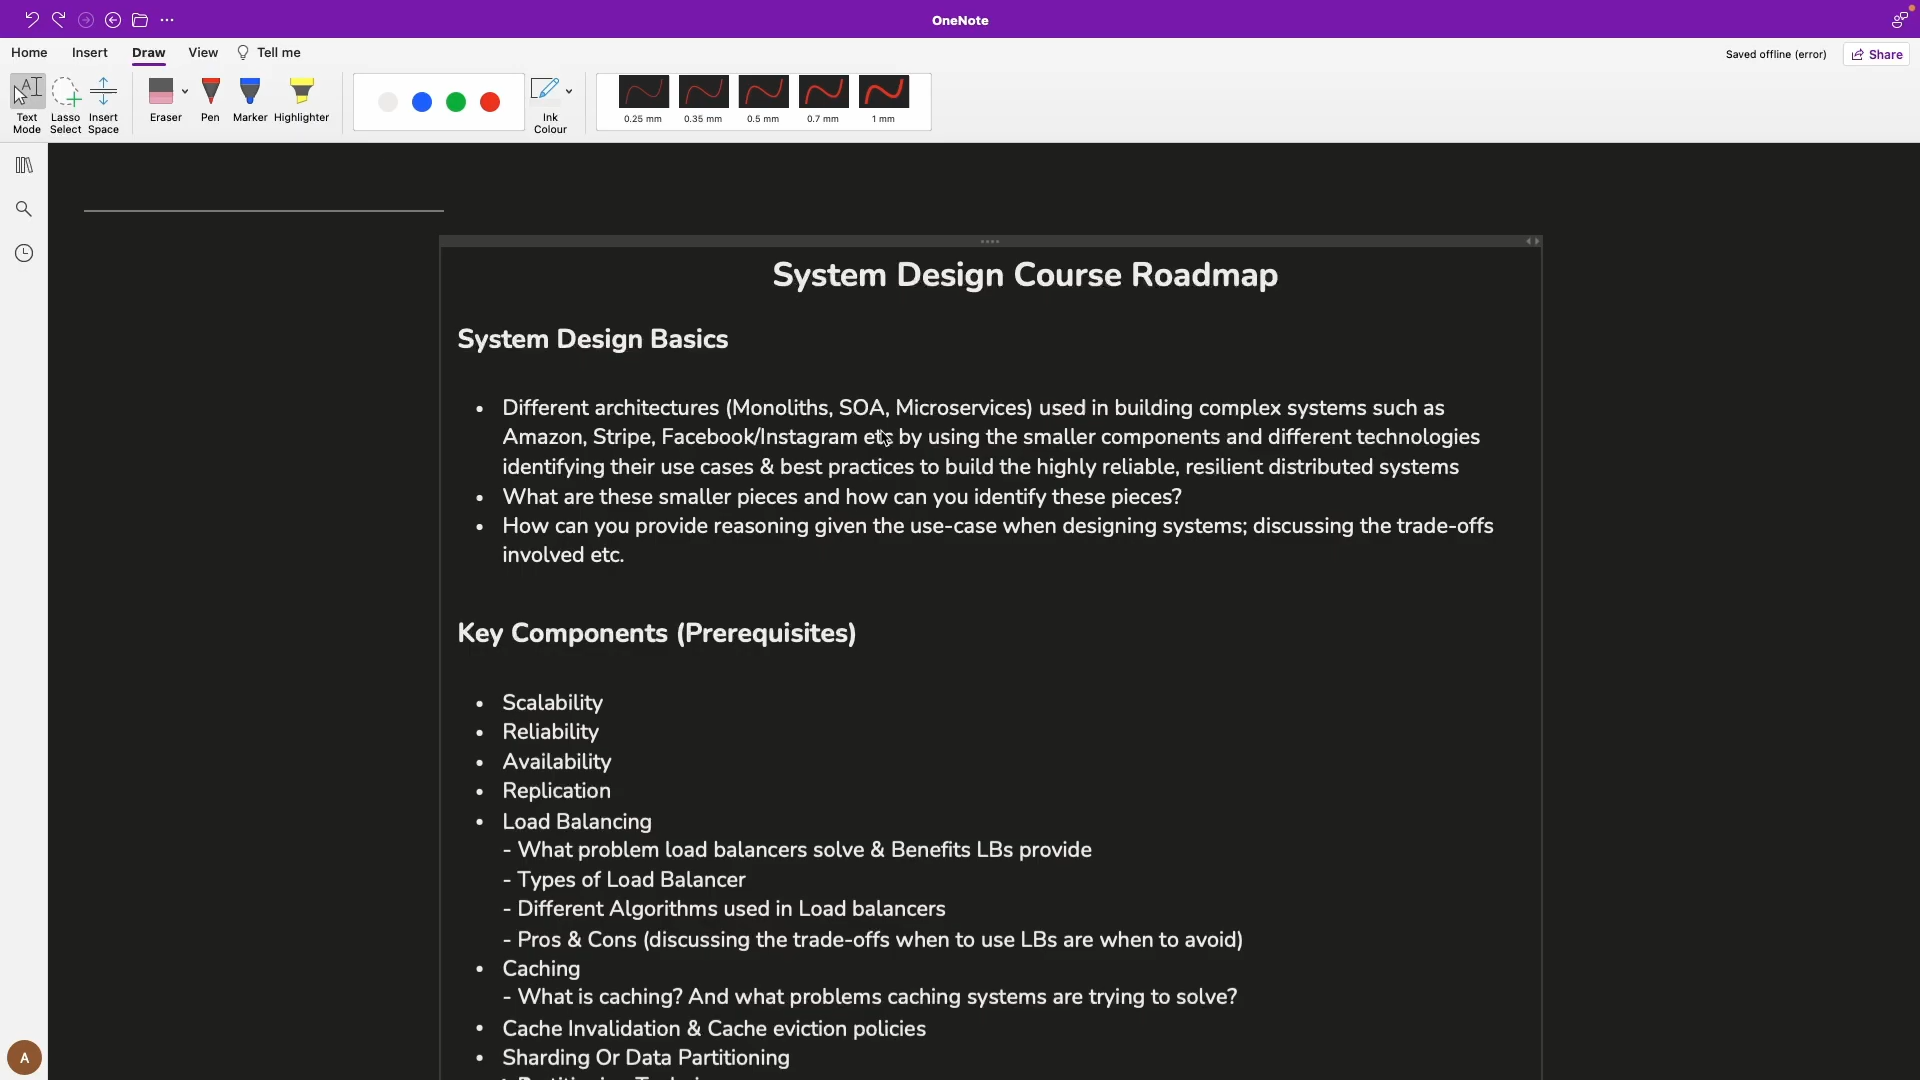 OneNote
Home Insert Draw View Tell me
Saved offline (error) Share
Text Mode
Lasso Select
Insert Space
Eraser
Pen
Marker
Highlighter
Ink Colour
0.25 mm 0.35 mm 0.5 mm 0.7 mm 1 mm
System Design Course Roadmap
System Design Basics
• Different architectures (Monoliths, SOA, Microservices) used in building complex systems such as
Amazon, Stripe, Facebook/Instagram etc by using the smaller components and different technologies
identifying their use cases & best practices to build the highly reliable, resilient distributed systems
• What are these smaller pieces and how can you identify these pieces?
• How can you provide reasoning given the use-case when designing systems; discussing the trade-offs
involved etc.
Key Components (Prerequisites)
• Scalability
• Reliability
• Availability
• Replication
• Load Balancing
- What problem load balancers solve & Benefits LBs provide
- Types of Load Balancer
- Different Algorithms used in Load balancers
- Pros & Cons (discussing the trade-offs when to use LBs are when to avoid)
• Caching
- What is caching? And what problems caching systems are trying to solve?
• Cache Invalidation & Cache eviction policies
• Sharding Or Data Partitioning
A